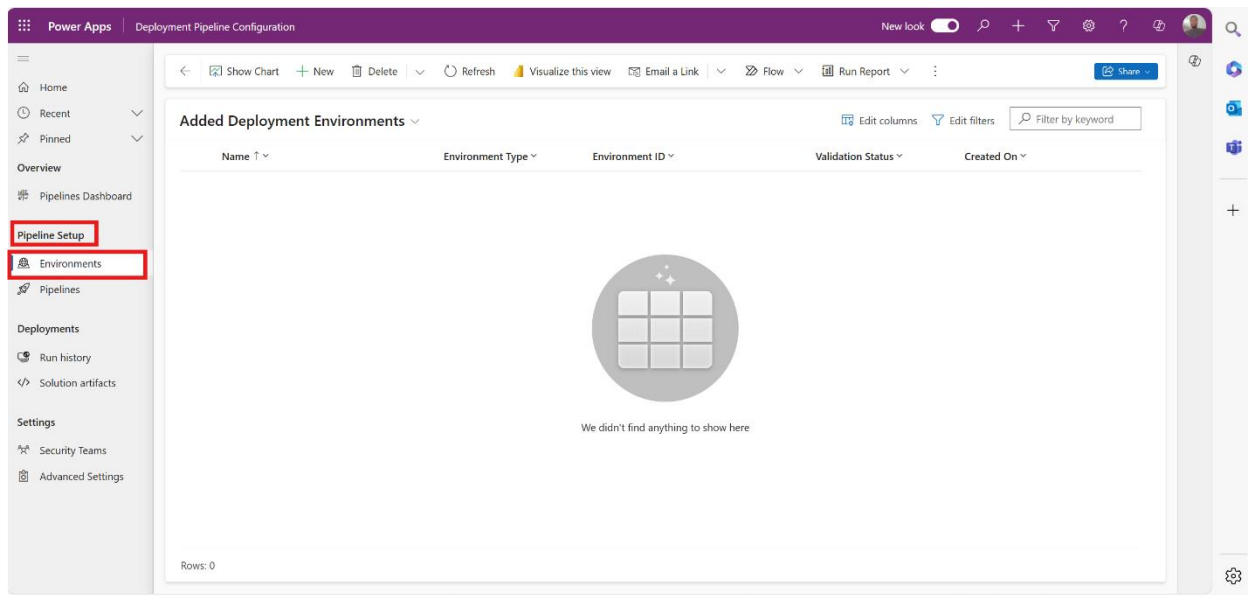 Power Apps Deployment Pipeline Configuration New look
Home
Recent
Pinned
Overview
Pipelines Dashboard
Pipeline Setup
Environments
Pipelines
Deployments
Run history
Solution artifacts
Settings
Security Teams
Advanced Settings
Show Chart New Delete Refresh Visualize this view Email a Link Flow Run Report Share
Added Deployment Environments Edit columns Edit filters Filter by keyword
Name Environment Type Environment ID Validation Status Created On
We didn't find anything to show here
Rows: 0